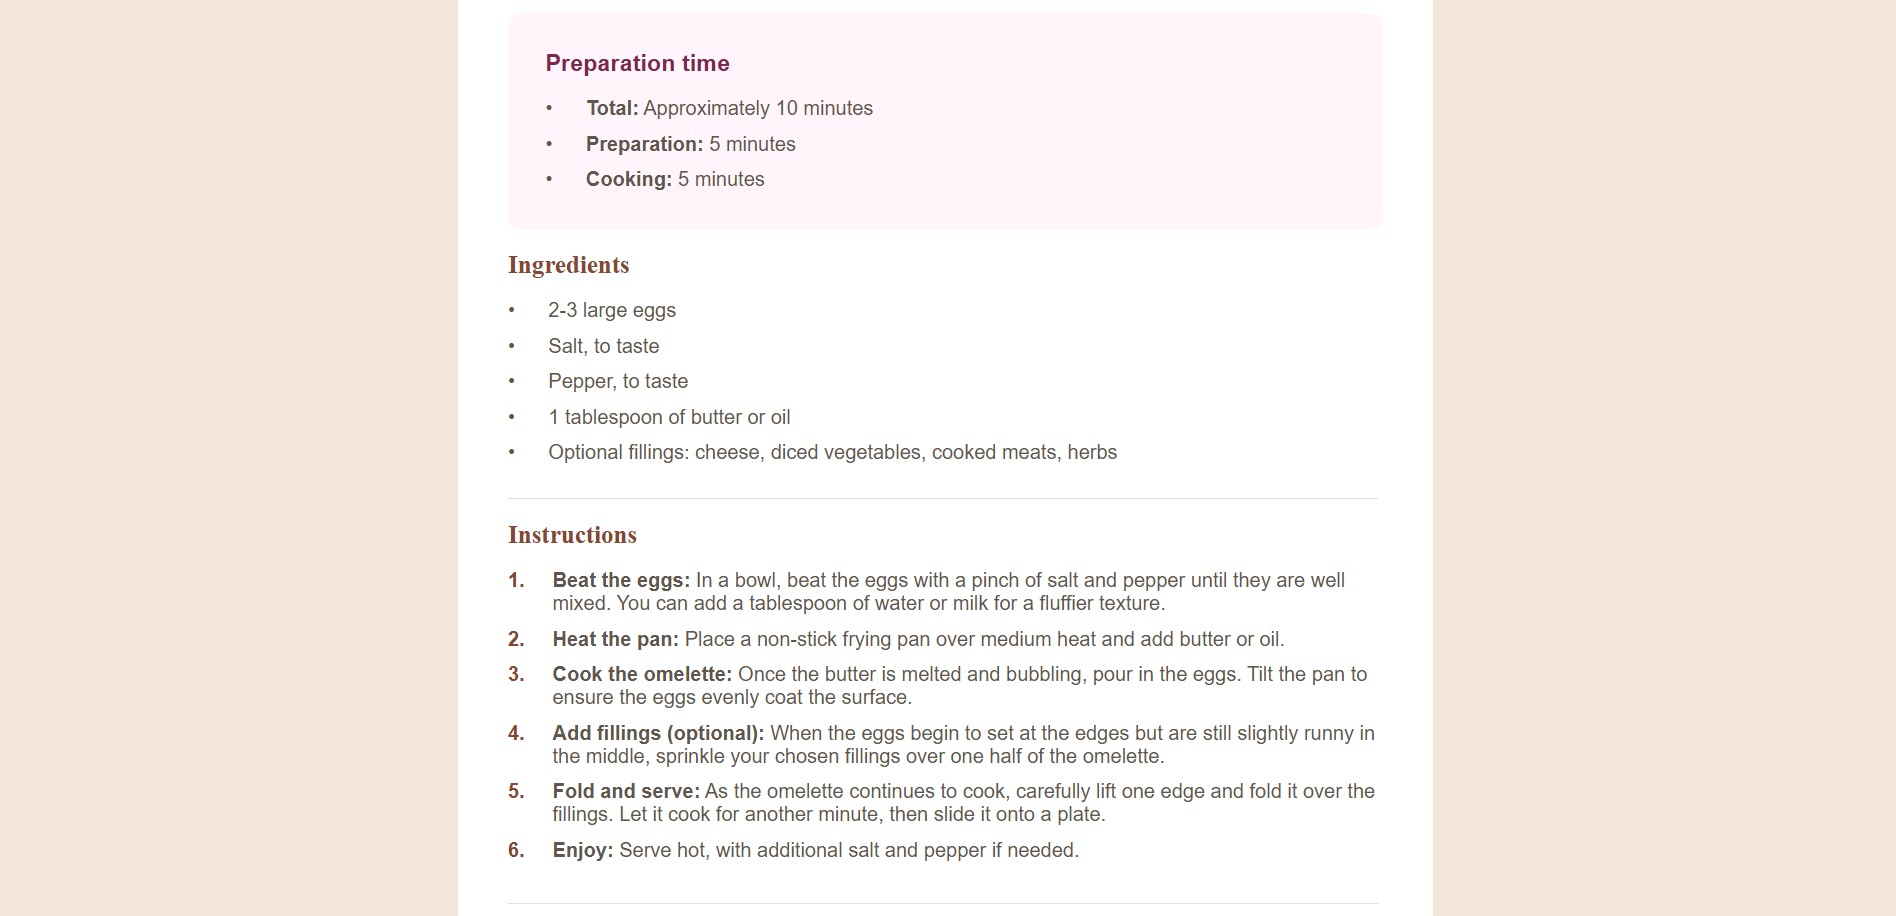 Preparation time
• Total: Approximately 10 minutes
• Preparation: 5 minutes
• Cooking: 5 minutes
Ingredients
• 2-3 large eggs
• Salt, to taste
• Pepper, to taste
• 1 tablespoon of butter or oil
• Optional fillings: cheese, diced vegetables, cooked meats, herbs
Instructions
1. Beat the eggs: In a bowl, beat the eggs with a pinch of salt and pepper until they are well
mixed. You can add a tablespoon of water or milk for a fluffier texture.
2. Heat the pan: Place a non-stick frying pan over medium heat and add butter or oil.
3. Cook the omelette: Once the butter is melted and bubbling, pour in the eggs. Tilt the pan to
ensure the eggs evenly coat the surface.
4. Add fillings (optional): When the eggs begin to set at the edges but are still slightly runny in
the middle, sprinkle your chosen fillings over one half of the omelette.
5. Fold and serve: As the omelette continues to cook, carefully lift one edge and fold it over the
fillings. Let it cook for another minute, then slide it onto a plate.
6. Enjoy: Serve hot, with additional salt and pepper if needed.